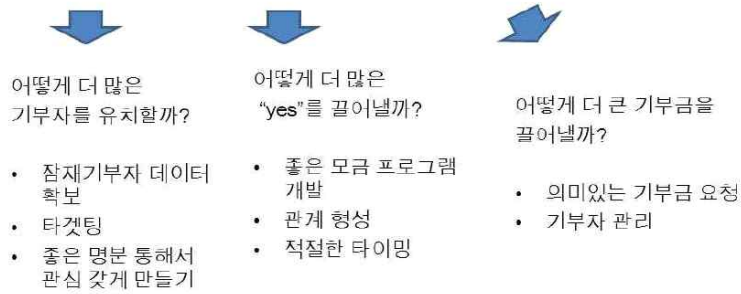 어떻게 더 많은
기부자를 유치할까?
• 잠재기부자 데이터
확보
• 타겟팅
• 좋은 명분 통해서
관심 갖게 만들기
어떻게 더 많은
“yes”를 끌어낼까?
• 좋은 모금 프로그램
개발
• 관계 형성
• 적절한 타이밍
어떻게 더 큰 기부금을
끌어낼까?
• 의미있는 기부금 요청
• 기부자 관리